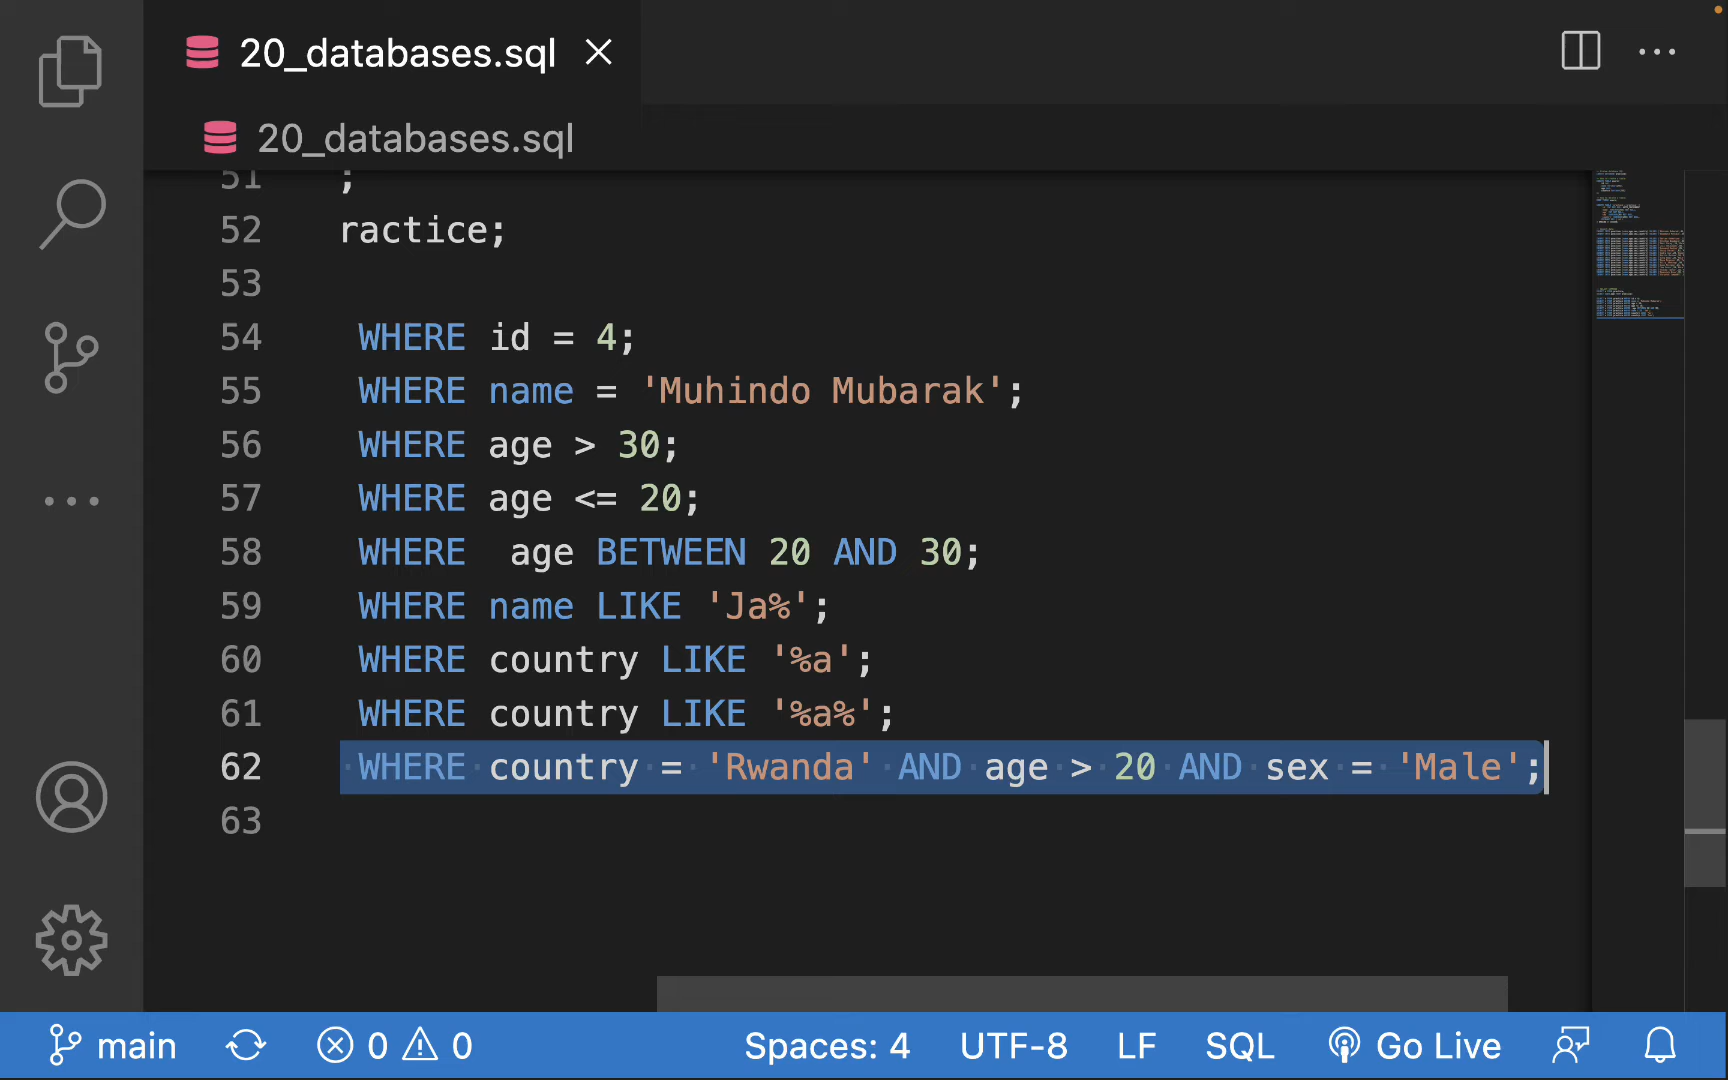 20_databases.sql
20_databases.sql
51 ;
52 ractice;
53
54 WHERE id = 4;
55 WHERE name = 'Muhindo Mubarak';
56 WHERE age > 30;
57 WHERE age <= 20;
58 WHERE  age BETWEEN 20 AND 30;
59 WHERE name LIKE 'Ja%';
60 WHERE country LIKE '%a';
61 WHERE country LIKE '%a%';
62 WHERE country = 'Rwanda' AND age > 20 AND sex = 'Male';
63
main 0 0 Spaces: 4 UTF-8 LF SQL Go Live